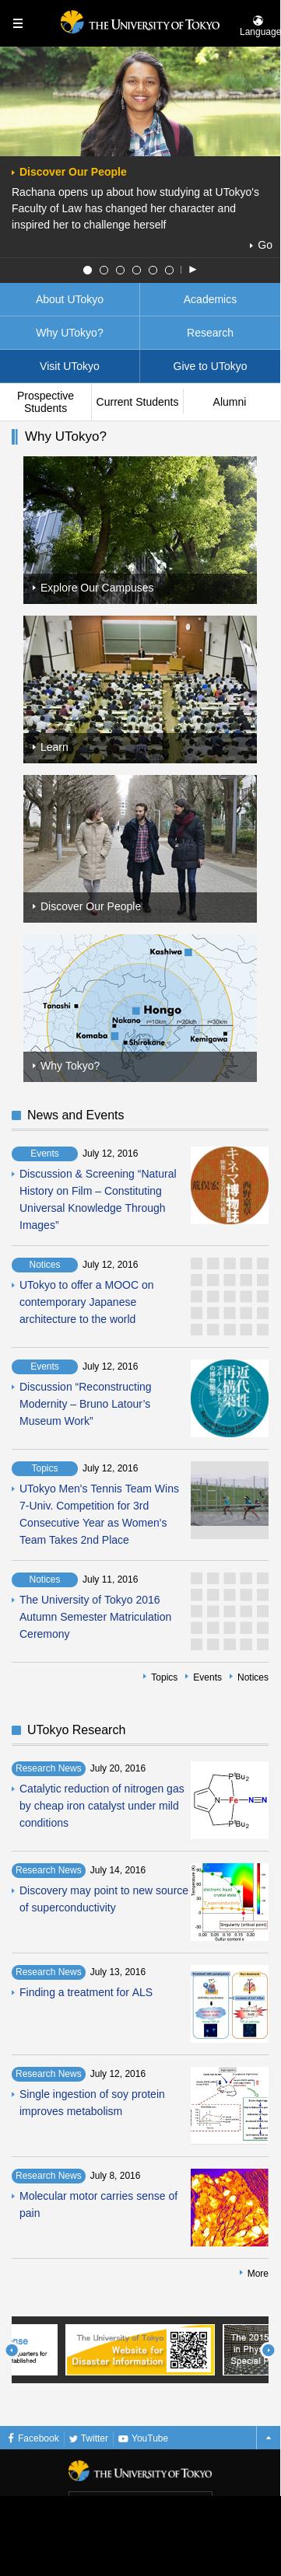 THE UNIVERSITY OF TOKYO
Language
Discover Our People
Rachana opens up about how studying at UTokyo's
Faculty of Law has changed her character and
inspired her to challenge herself
Go
About UTokyo
Academics
Why UTokyo?
Research
Visit UTokyo
Give to UTokyo
Prospective
Students
Current Students
Alumni
Why UTokyo?
Explore Our Campuses
Learn
Discover Our People
Kashiwa
Tanashi
Hongo
Nakano
r=10km
r=20km
r=30km
Komaba
Shirokane
Kemigawa
Why Tokyo?
News and Events
Events July 12, 2016
Discussion & Screening “Natural
History on Film – Constituting
Universal Knowledge Through
Images”
キネマ博物誌
Notices July 12, 2016
UTokyo to offer a MOOC on
contemporary Japanese
architecture to the world
Events July 12, 2016
Discussion “Reconstructing
Modernity – Bruno Latour’s
Museum Work”
近代性の
再構築
Topics July 12, 2016
UTokyo Men's Tennis Team Wins
7-Univ. Competition for 3rd
Consecutive Year as Women's
Team Takes 2nd Place
Notices July 11, 2016
The University of Tokyo 2016
Autumn Semester Matriculation
Ceremony
Topics Events Notices
UTokyo Research
Research News July 20, 2016
Catalytic reduction of nitrogen gas
by cheap iron catalyst under mild
conditions
PᵗBu2
N Fe N≡N
PᵗBu2
Research News July 14, 2016
Discovery may point to new source
of superconductivity
Research News July 13, 2016
Finding a treatment for ALS
Research News July 12, 2016
Single ingestion of soy protein
improves metabolism
Research News July 8, 2016
Molecular motor carries sense of
pain
More
The University of Tokyo
Website for
Disaster Information
The 2015
in Phys
Special
Facebook
Twitter
YouTube
THE UNIVERSITY OF TOKYO